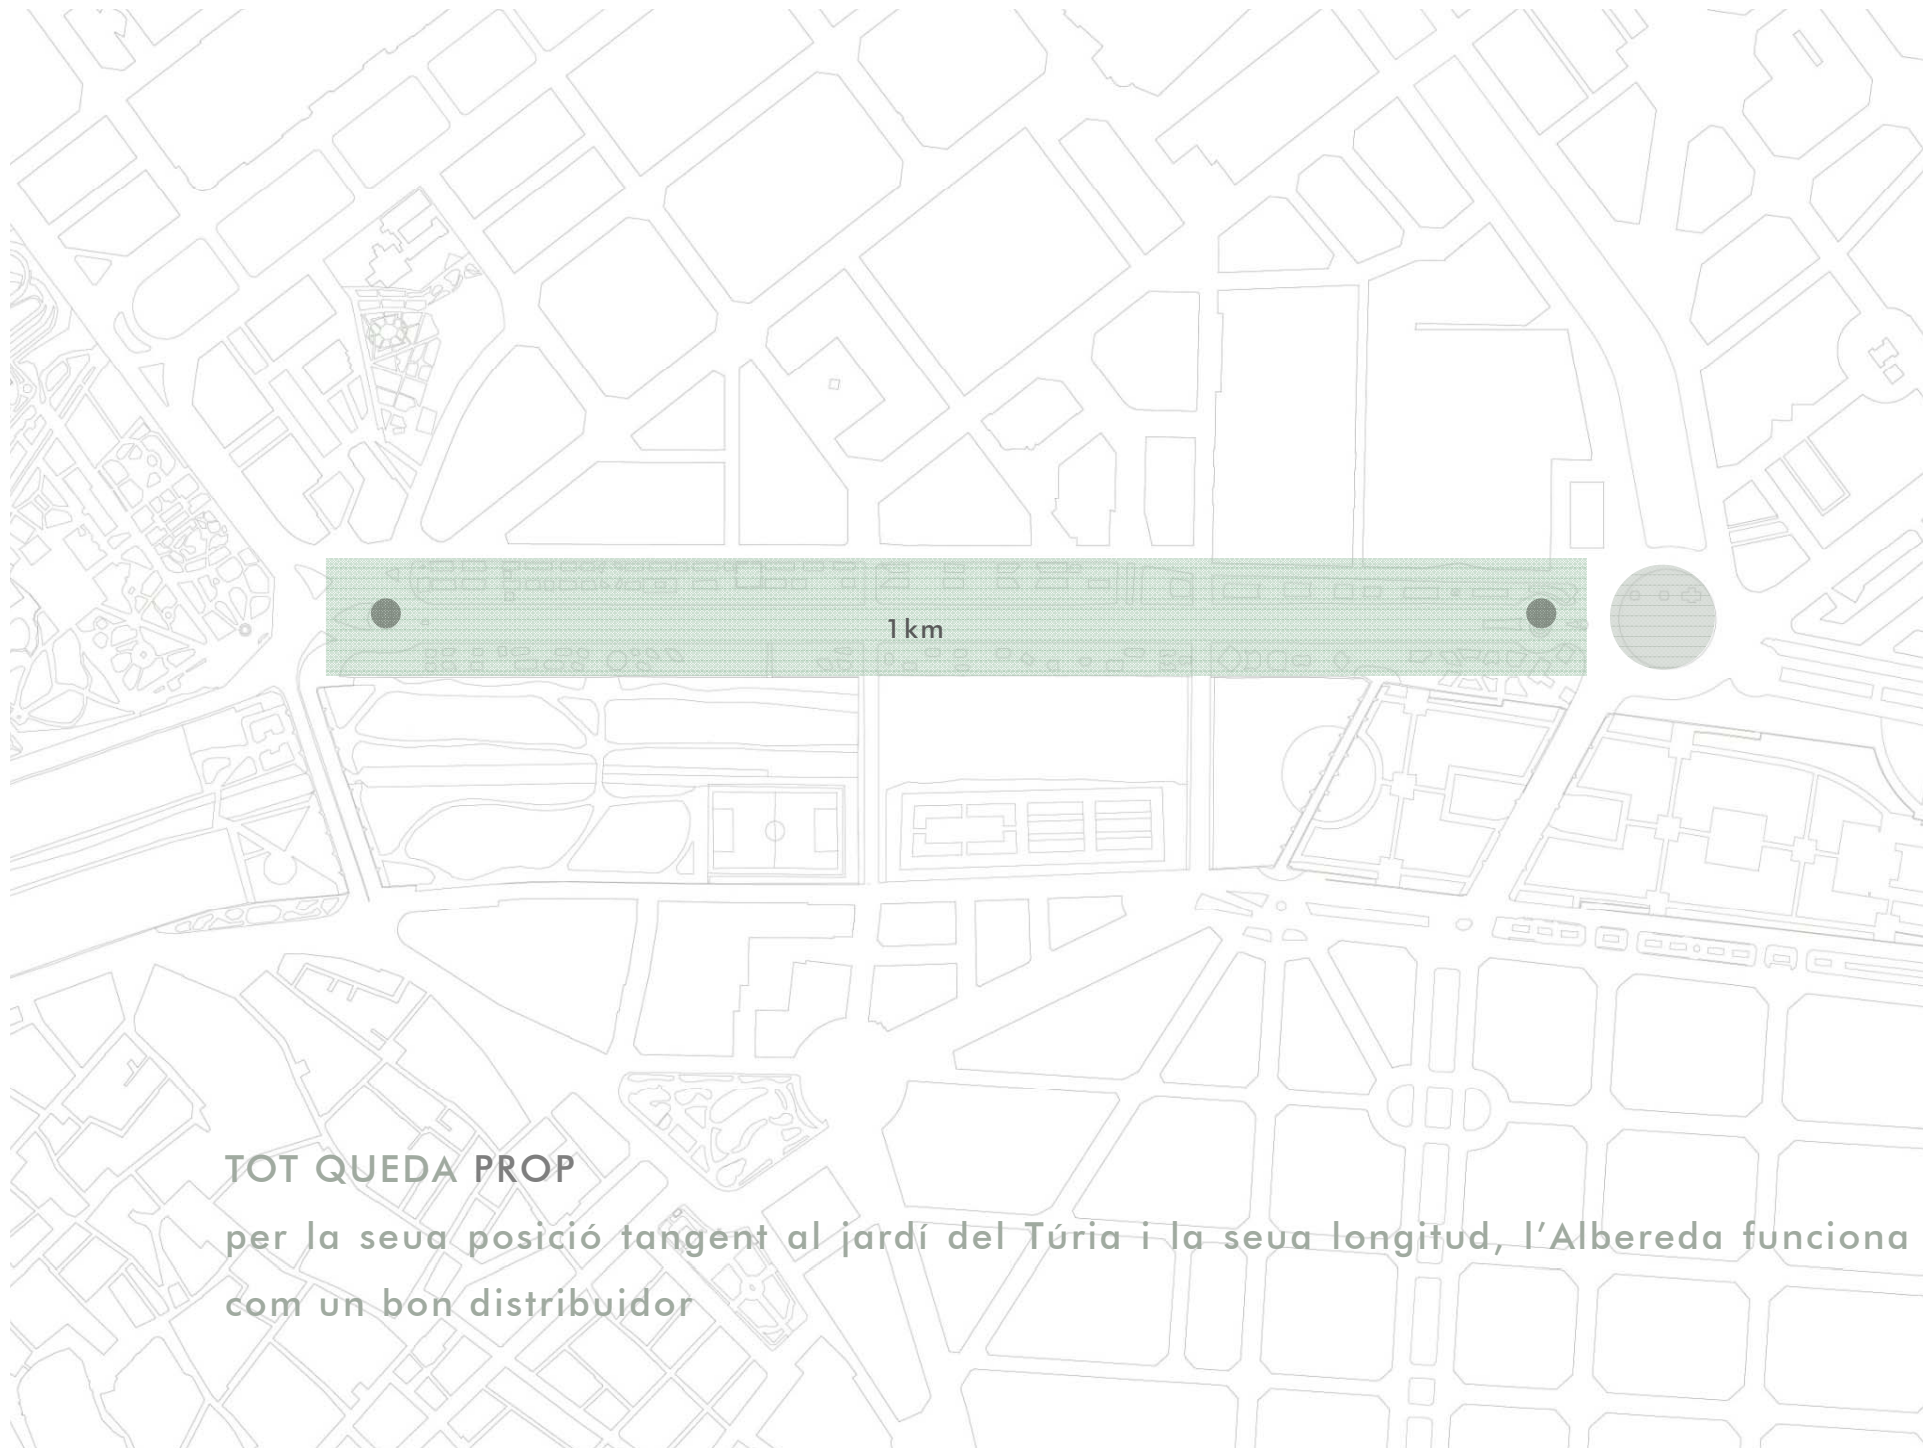 1km
TOT QUEDA PROP
per la seua posició tangent al jardí del Túria i la seua longitud, l’Albereda funciona
com un bon distribuidor